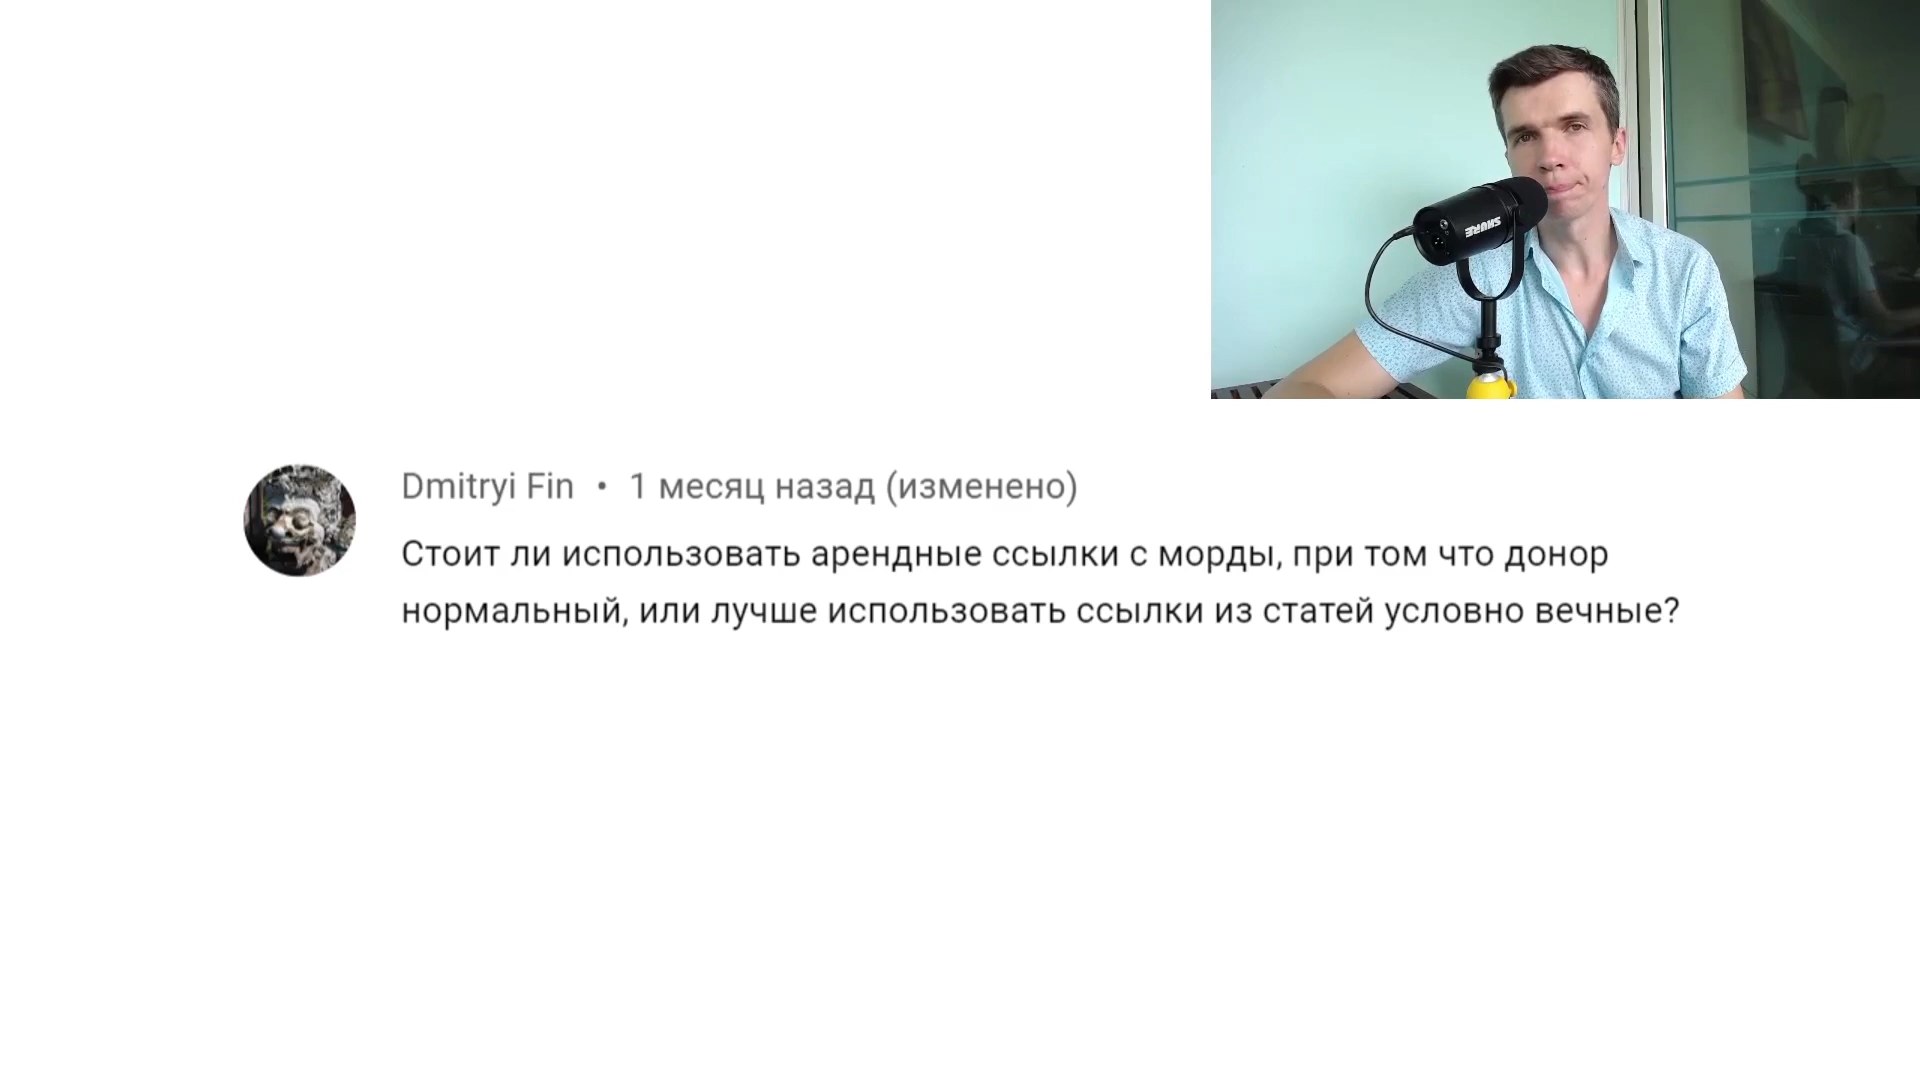 SHURE
Dmitryi Fin • 1 месяц назад (изменено)
Стоит ли использовать арендные ссылки с морды, при том что донор
нормальный, или лучше использовать ссылки из статей условно вечные?